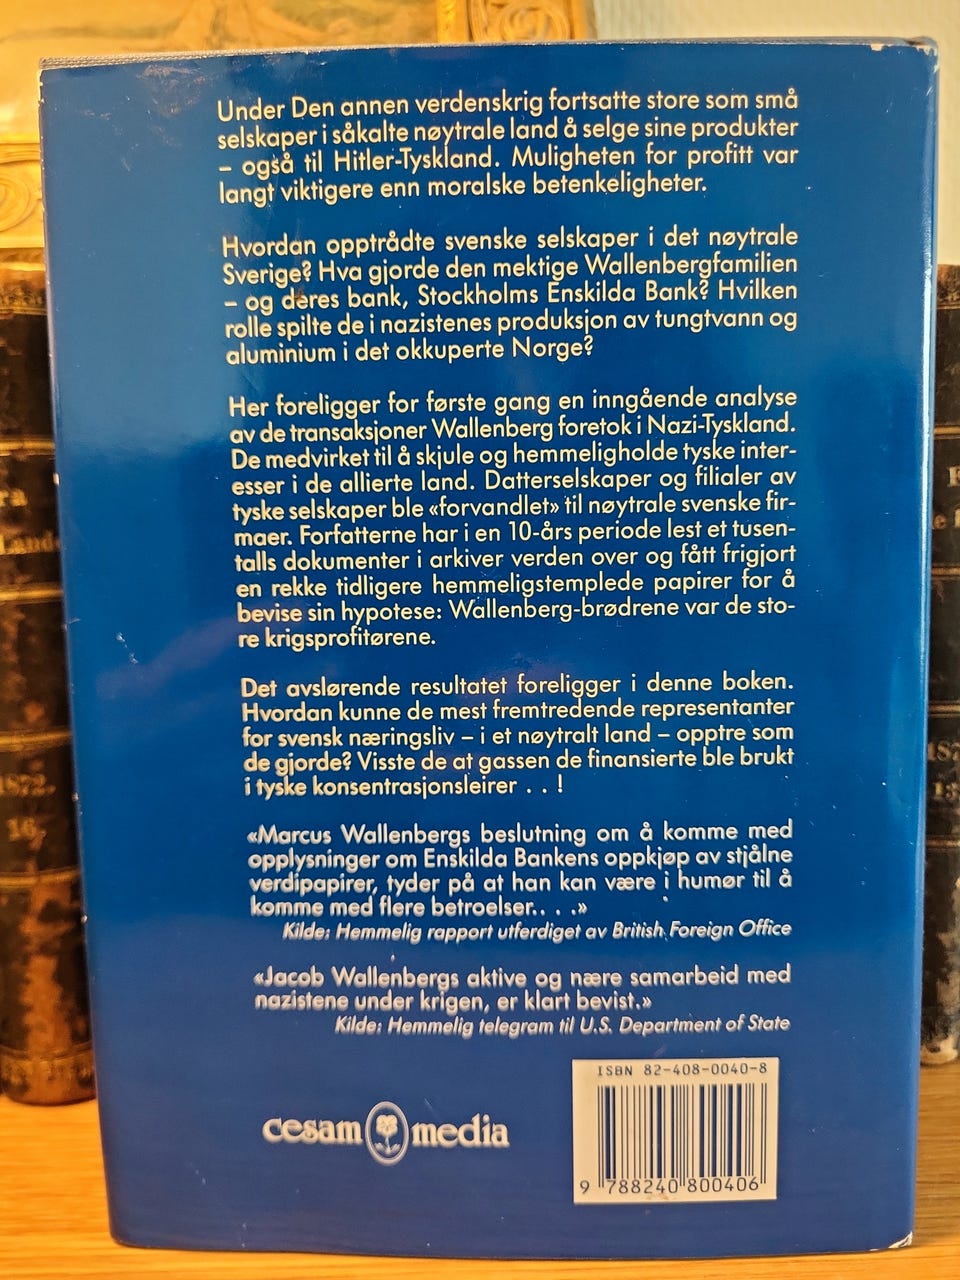 Under Den annen verdenskrig fortsatte store som små
selskaper i såkalte nøytrale land å selge sine produkter
– også til Hitler-Tyskland. Muligheten for profitt var
langt viktigere enn moralske betenkeligheter.
Hvordan opptrådte svenske selskaper i det nøytrale
Sverige? Hva gjorde den mektige Wallenbergfamilien
– og deres bank, Stockholms Enskilda Bank? Hvilken
rolle spilte de i nazistenes produksjon av tungtvann og
aluminium i det okkuperte Norge?
Her foreligger for første gang en inngående analyse
av de transaksjoner Wallenberg foretok i Nazi-Tyskland.
De medvirket til å skjule og hemmeligholde tyske inter-
esser i de allierte land. Datterselskaper og filialer av
tyske selskaper ble «forvandlet» til nøytrale svenske fir-
maer. Forfatterne har i en 10-års periode lest et tusen-
talls dokumenter i arkiver verden over og fått frigjort
en rekke tidligere hemmeligstemplede papirer for å
bevise sin hypotese: Wallenberg-brødrene var de sto-
re krigsprofitørene.
Det avslørende resultatet foreligger i denne boken.
Hvordan kunne de mest fremtredende representanter
for svensk næringsliv – i et nøytralt land – opptre som
de gjorde? Visste de at gassen de finansierte ble brukt
i tyske konsentrasjonsleirer . . !
«Marcus Wallenbergs beslutning om å komme med
opplysninger om Enskilda Bankens oppkjøp av stjålne
verdipapirer, tyder på at han kan være i humør til å
komme med flere betroelser.. . .»
Kilde: Hemmelig rapport utferdiget av British Foreign Office
«Jacob Wallenbergs aktive og nære samarbeid med
nazistene under krigen, er klart bevist.»
Kilde: Hemmelig telegram til U.S. Department of State
ISBN 82-408-0040-8
cesam media
9 788240 800406
1872.